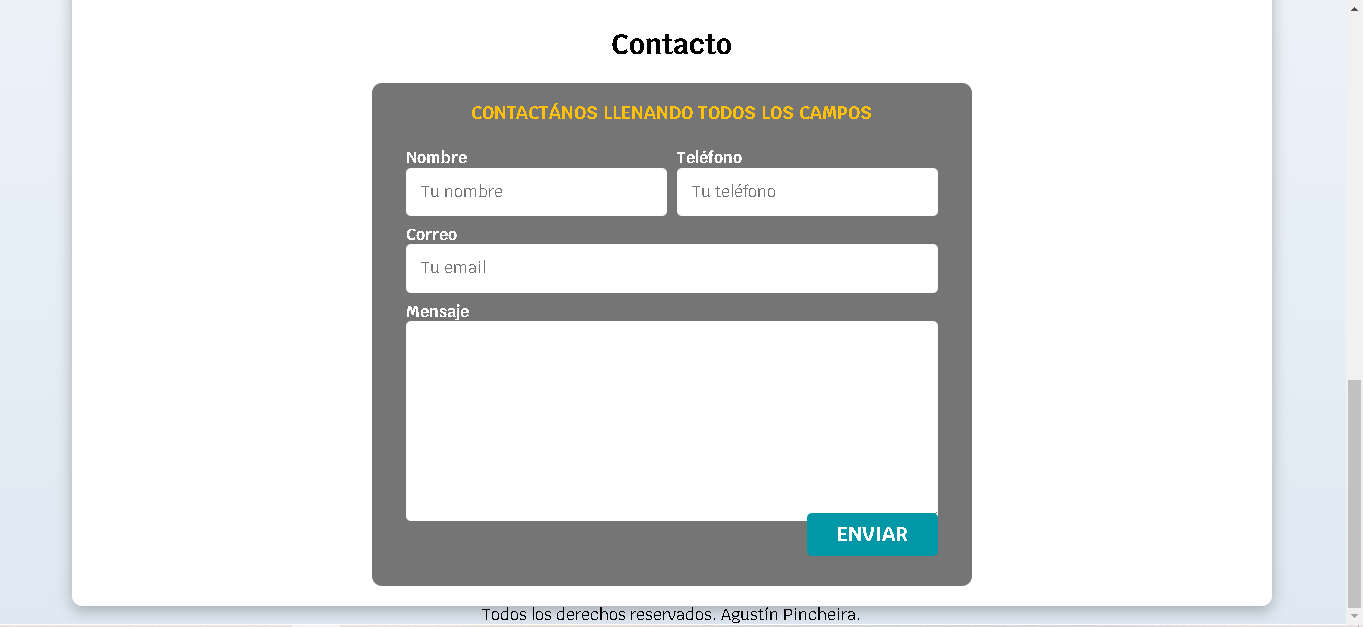 Contacto
CONTACTÁNOS LLENANDO TODOS LOS CAMPOS
Nombre
Teléfono
Tu nombre
Tu teléfono
Correo
Tu email
Mensaje
ENVIAR
Todos los derechos reservados. Agustín Pincheira.